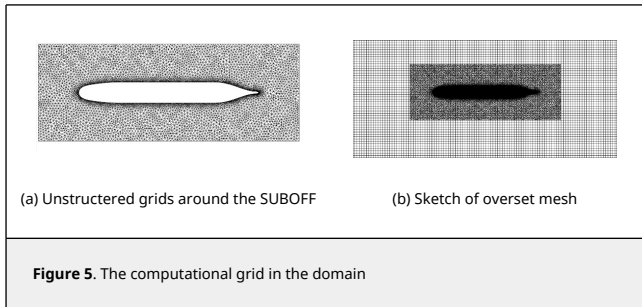 (a) Unstructered grids around the SUBOFF
(b) Sketch of overset mesh
Figure 5. The computational grid in the domain